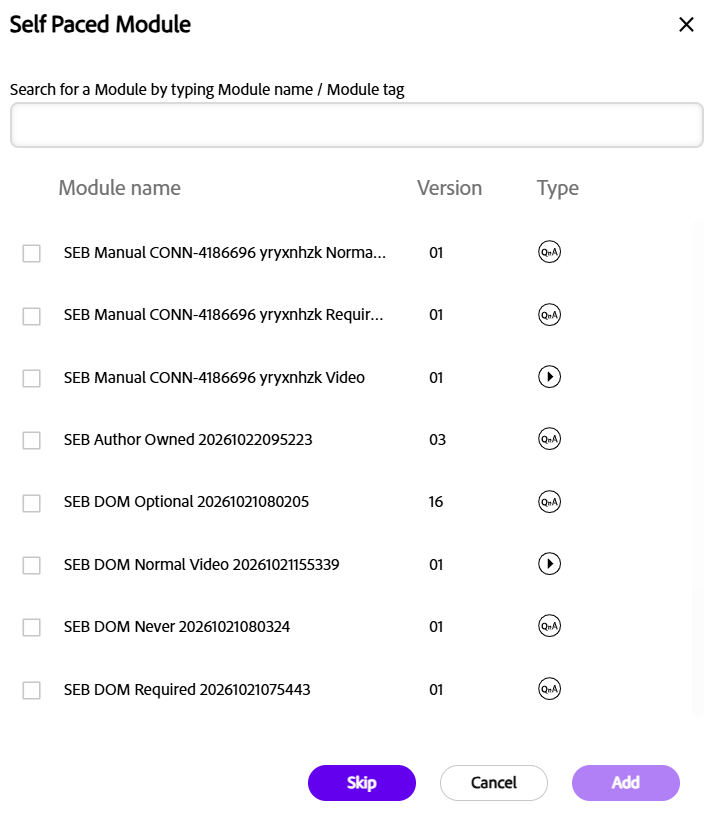 Self Paced Module
Search for a Module by typing Module name / Module tag
Module name Version Type
SEB Manual CONN-4186696 yryxnhzk Norma... 01 Q&A
SEB Manual CONN-4186696 yryxnhzk Requir... 01 Q&A
SEB Manual CONN-4186696 yryxnhzk Video 01
SEB Author Owned 20261022095223 03 Q&A
SEB DOM Optional 20261021080205 16 Q&A
SEB DOM Normal Video 20261021155339 01
SEB DOM Never 20261021080324 01 Q&A
SEB DOM Required 20261021075443 01 Q&A
Skip Cancel Add